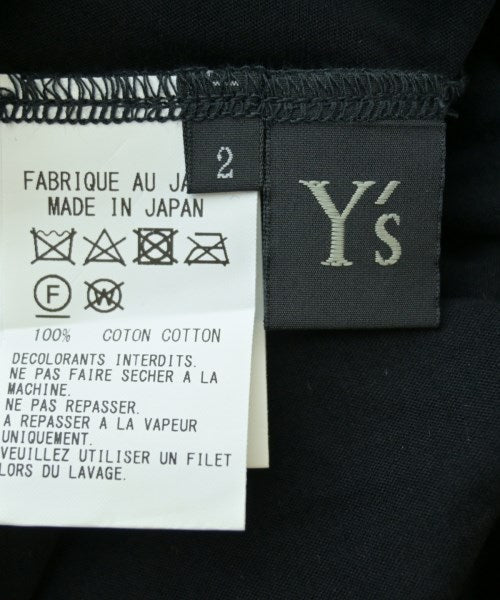 2
Y's
FABRIQUE AU JA
MADE IN JAPAN
F
W
100% COTON COTTON
DECOLORANTS INTERDITS.
NE PAS FAIRE SECHER A LA
MACHINE.
NE PAS REPASSER.
A REPASSER A LA VAPEUR
UNIQUEMENT.
VEUILLEZ UTILISER UN FILET
LORS DU LAVAGE.